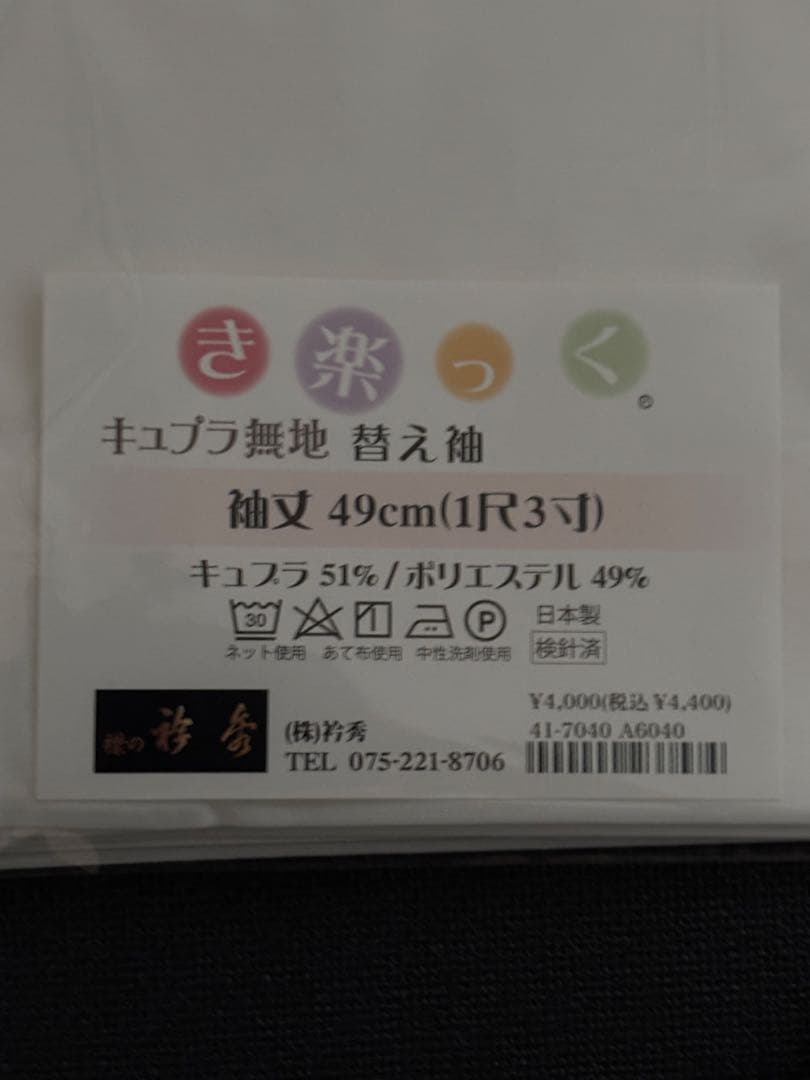 き楽っく®
キュプラ無地 替え袖
袖丈 49cm(1尺3寸)
キュプラ 51% / ポリエステル 49%
30 P 日本製
ネット使用 あて布使用 中性洗剤使用 検針済
¥4,000(税込 ¥4,400)
41-7040 A6040
襟の 衿秀 (株)衿秀
TEL 075-221-8706